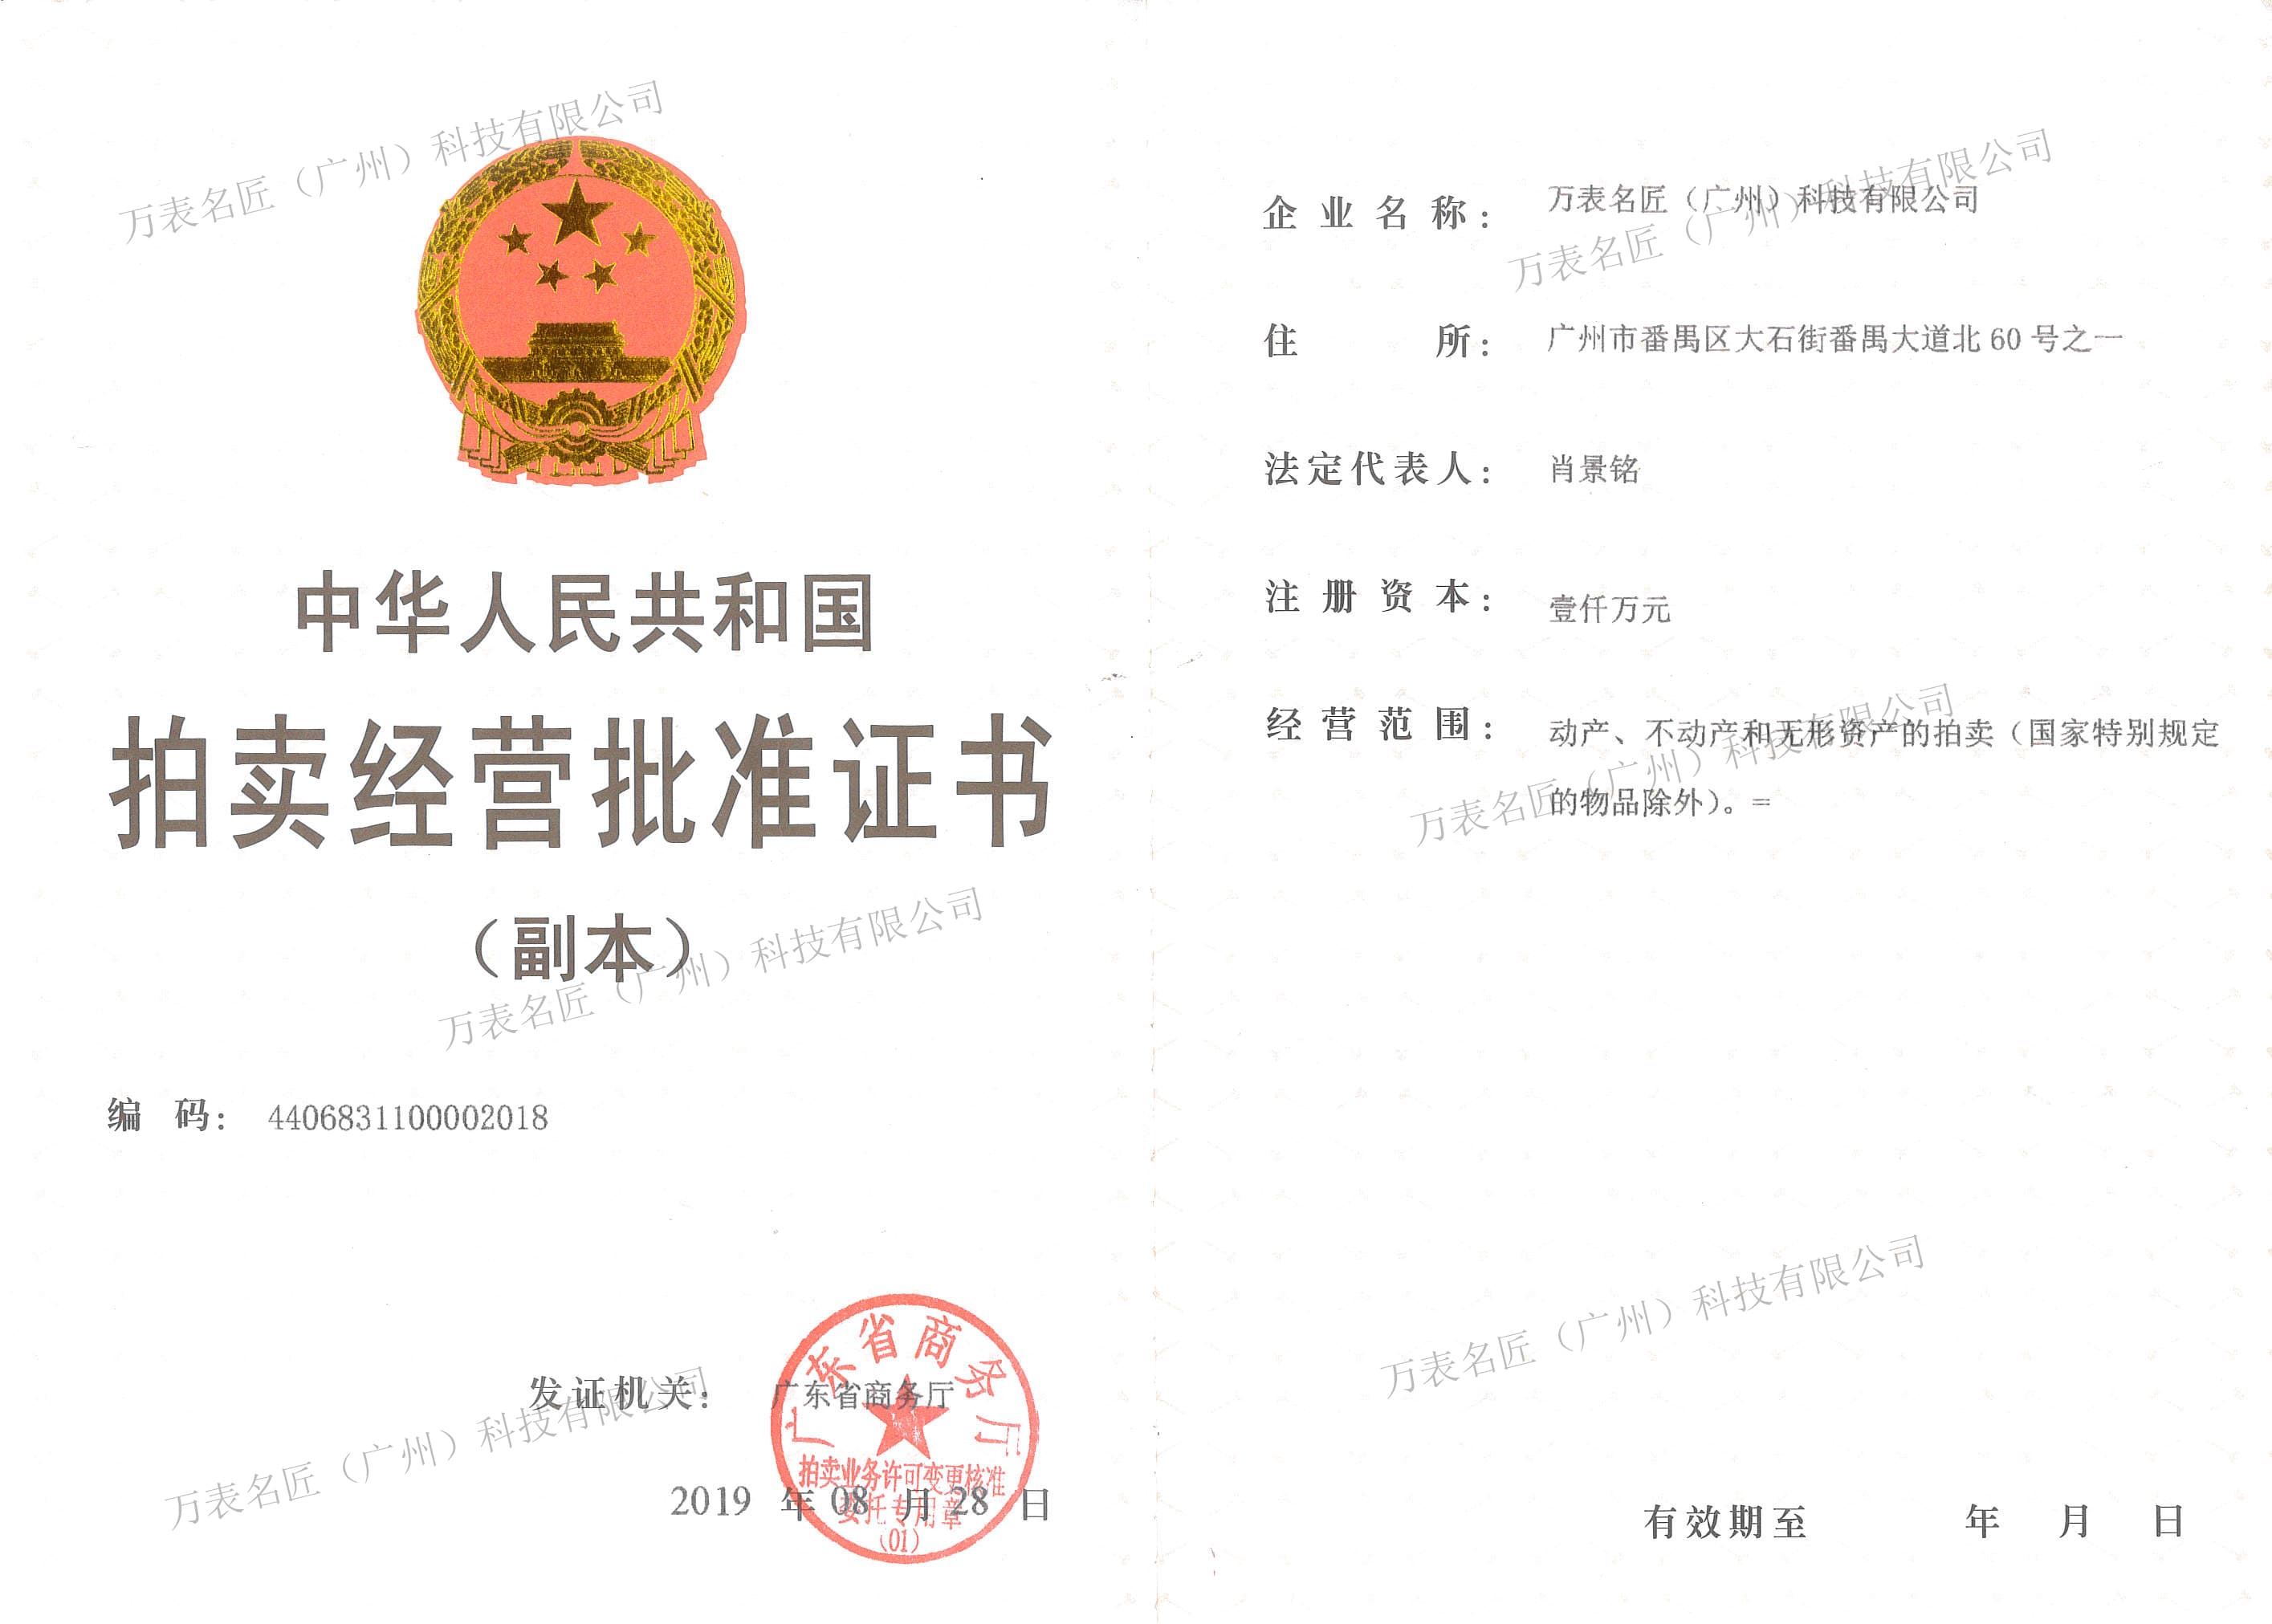 中华人民共和国
拍卖经营批准证书
（副本）
编 码： 4406831100002018
发证机关： 广东省商务厅
2019 年 08 月 28 日
广东省商务厅
拍卖业务许可变更核准
委托专用章
(01)
企业名称： 万表名匠（广州）科技有限公司
住 所： 广州市番禺区大石街番禺大道北60号之一
法定代表人： 肖景铭
注册资本： 壹仟万元
经营范围： 动产、不动产和无形资产的拍卖（国家特别规定
的物品除外）。=
有效期至 年 月 日
万表名匠（广州）科技有限公司
万表名匠（广州）科技有限公司
万表名匠（广州）科技有限公司
万表名匠（广州）科技有限公司
万表名匠（广州）科技有限公司
万表名匠（广州）科技有限公司